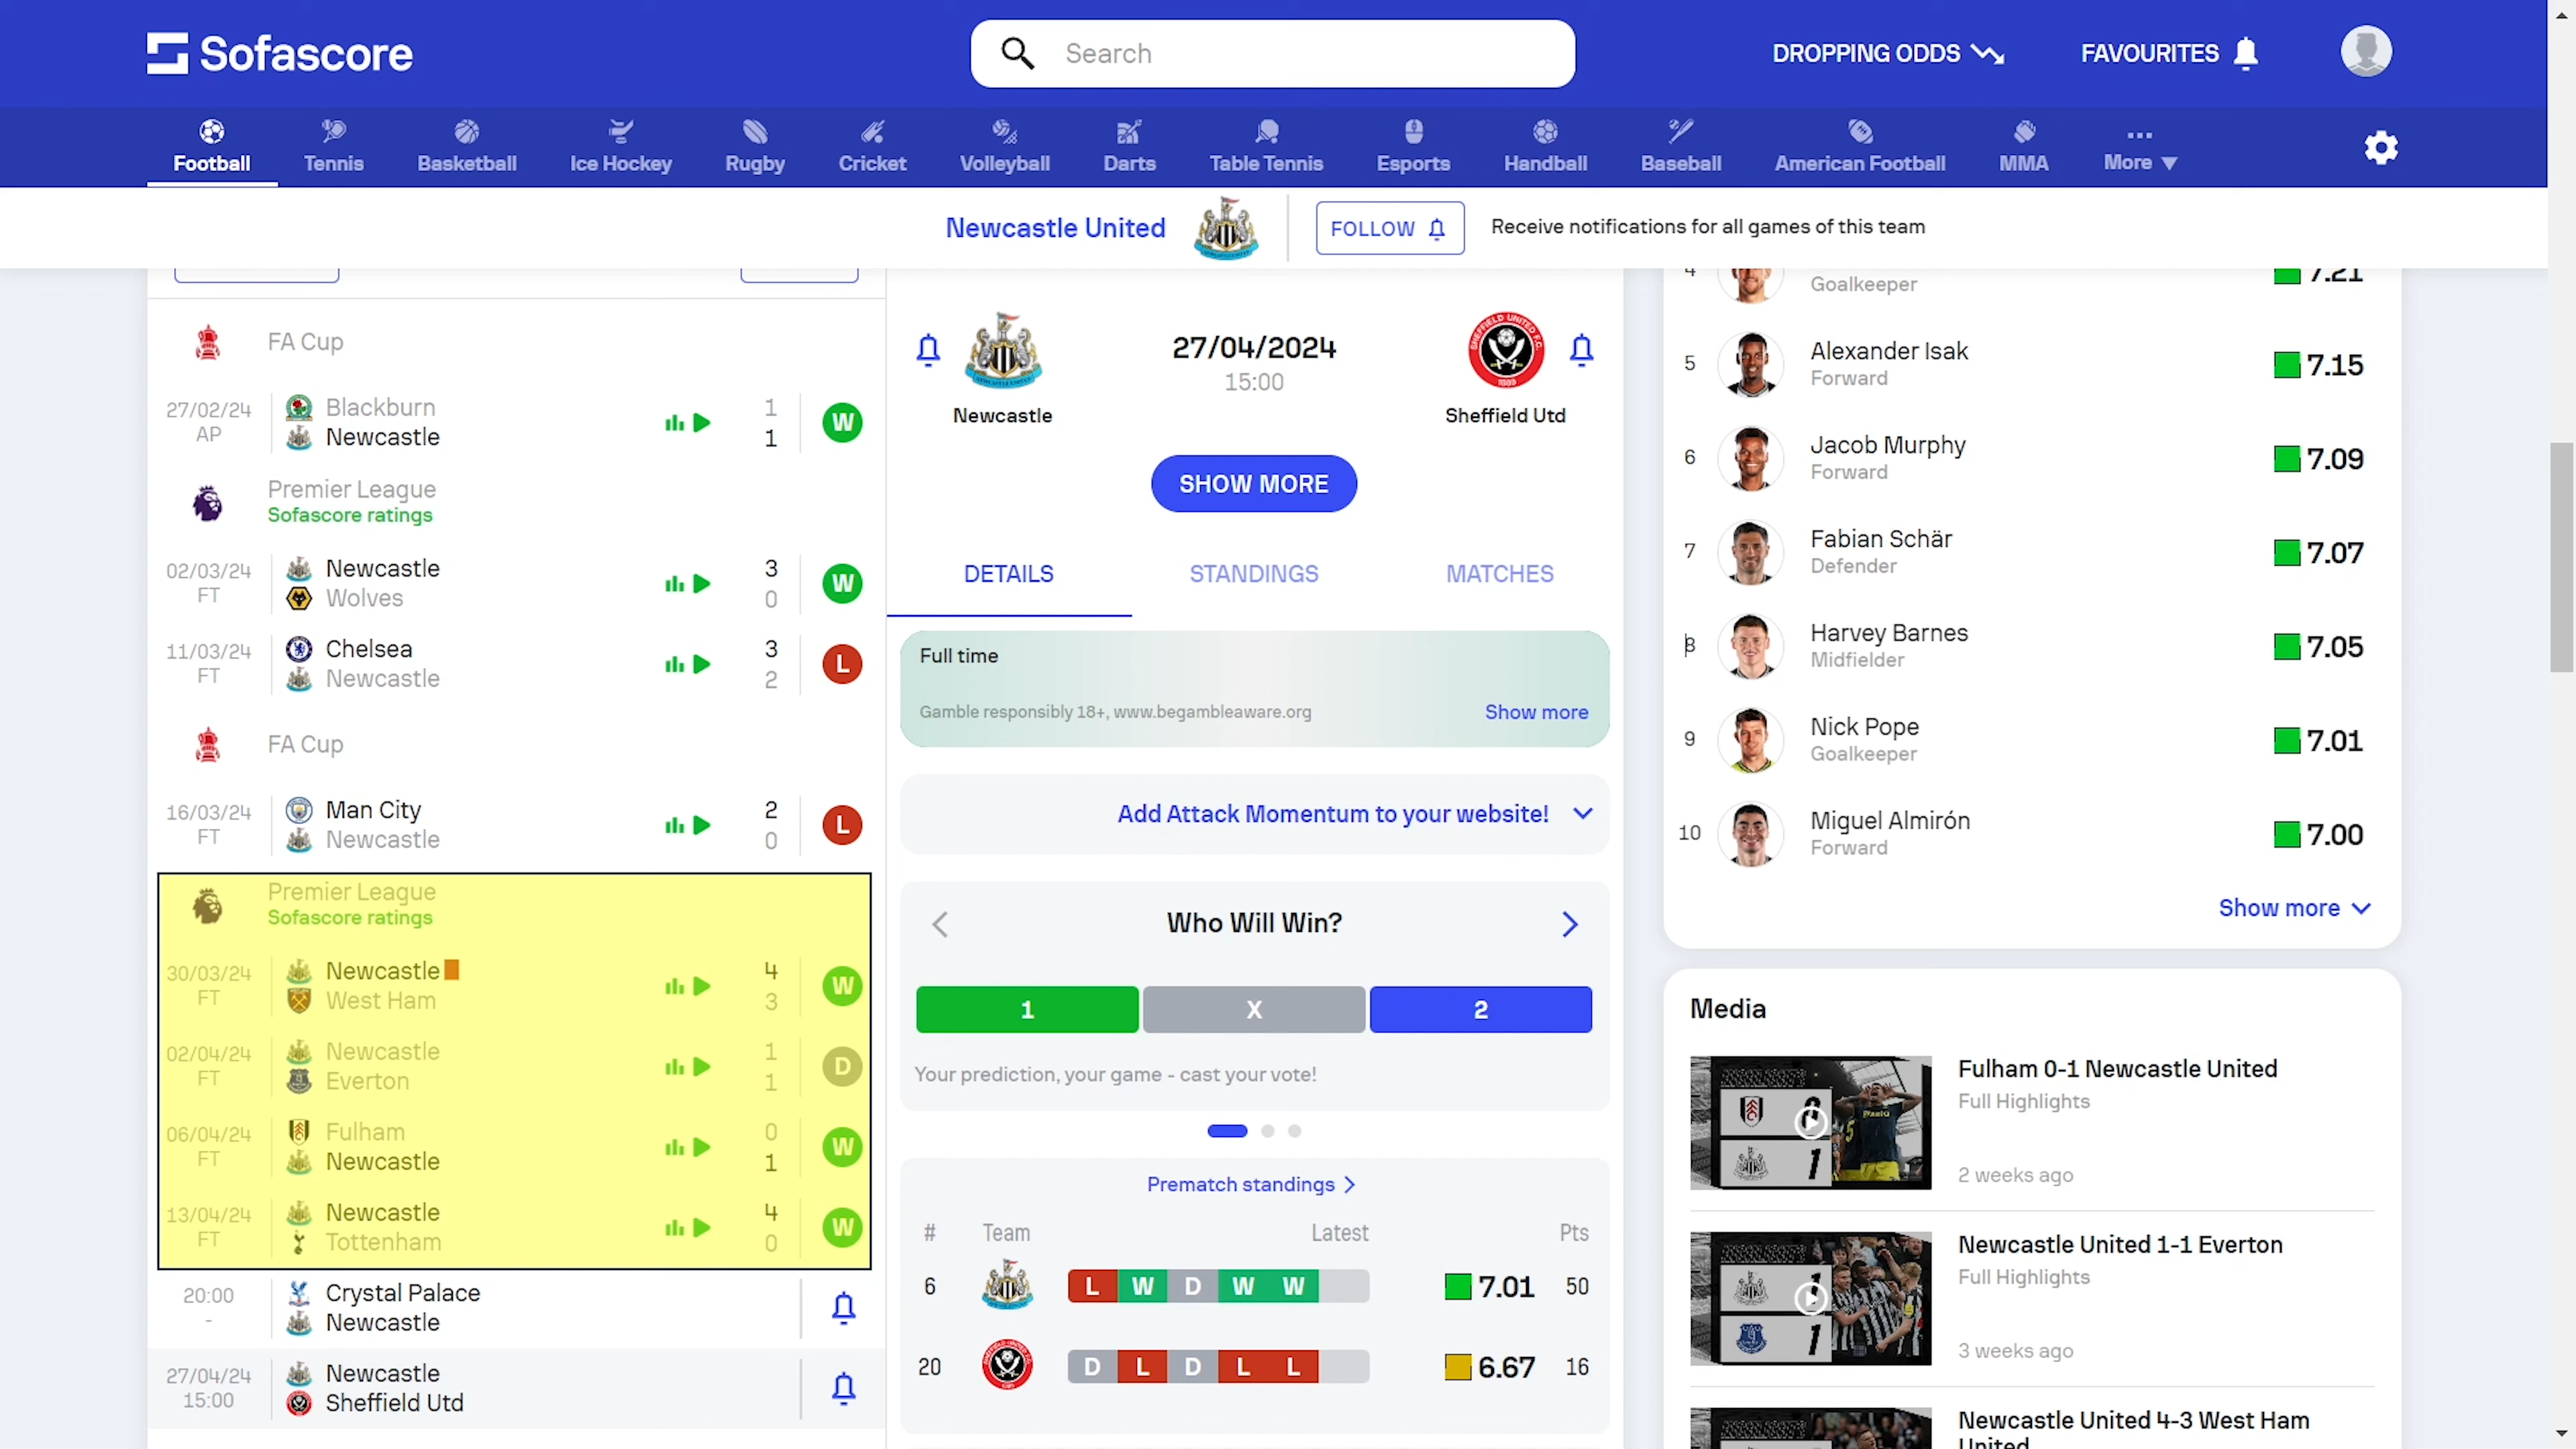 Sofascore
Search
DROPPING ODDS
FAVOURITES
Football
Tennis
Basketball
Ice Hockey
Rugby
Cricket
Volleyball
Darts
Table Tennis
Esports
Handball
Baseball
American Football
MMA
More
Newcastle United
FOLLOW
Receive notifications for all games of this team
FA Cup
27/02/24
AP
Blackburn
Newcastle
1
1
W
Premier League
Sofascore ratings
02/03/24
FT
Newcastle
Wolves
3
0
W
11/03/24
FT
Chelsea
Newcastle
3
2
L
FA Cup
16/03/24
FT
Man City
Newcastle
2
0
L
Premier League
Sofascore ratings
30/03/24
FT
Newcastle
West Ham
4
3
W
02/04/24
FT
Newcastle
Everton
1
1
D
06/04/24
FT
Fulham
Newcastle
0
1
W
13/04/24
FT
Newcastle
Tottenham
4
0
W
20:00
-
Crystal Palace
Newcastle
27/04/24
15:00
Newcastle
Sheffield Utd
Newcastle
27/04/2024
15:00
Sheffield Utd
SHOW MORE
DETAILS
STANDINGS
MATCHES
Full time
Gamble responsibly 18+, www.begambleaware.org
Show more
Add Attack Momentum to your website!
Who Will Win?
1
X
2
Your prediction, your game - cast your vote!
Prematch standings
# Team Latest Pts
6 L W D W W 7.01 50
20 D L D L L 6.67 16
4 Goalkeeper 7.21
5 Alexander Isak 7.15
Forward
6 Jacob Murphy 7.09
Forward
7 Fabian Schär 7.07
Defender
8 Harvey Barnes 7.05
Midfielder
9 Nick Pope 7.01
Goalkeeper
10 Miguel Almirón 7.00
Forward
Show more
Media
Fulham 0-1 Newcastle United
Full Highlights
2 weeks ago
Newcastle United 1-1 Everton
Full Highlights
3 weeks ago
Newcastle United 4-3 West Ham
United